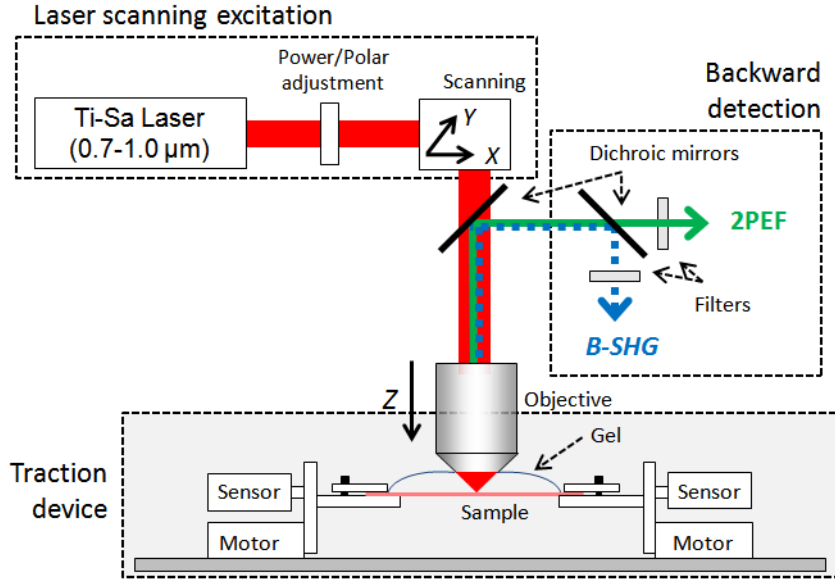 Laser scanning excitation
Power/Polar
adjustment
Scanning
Ti-Sa Laser
(0.7-1.0 µm)
Y
X
Backward
detection
Dichroic mirrors
2PEF
Filters
B-SHG
Z
Objective
Gel
Traction
device
Sensor
Sample
Sensor
Motor
Motor